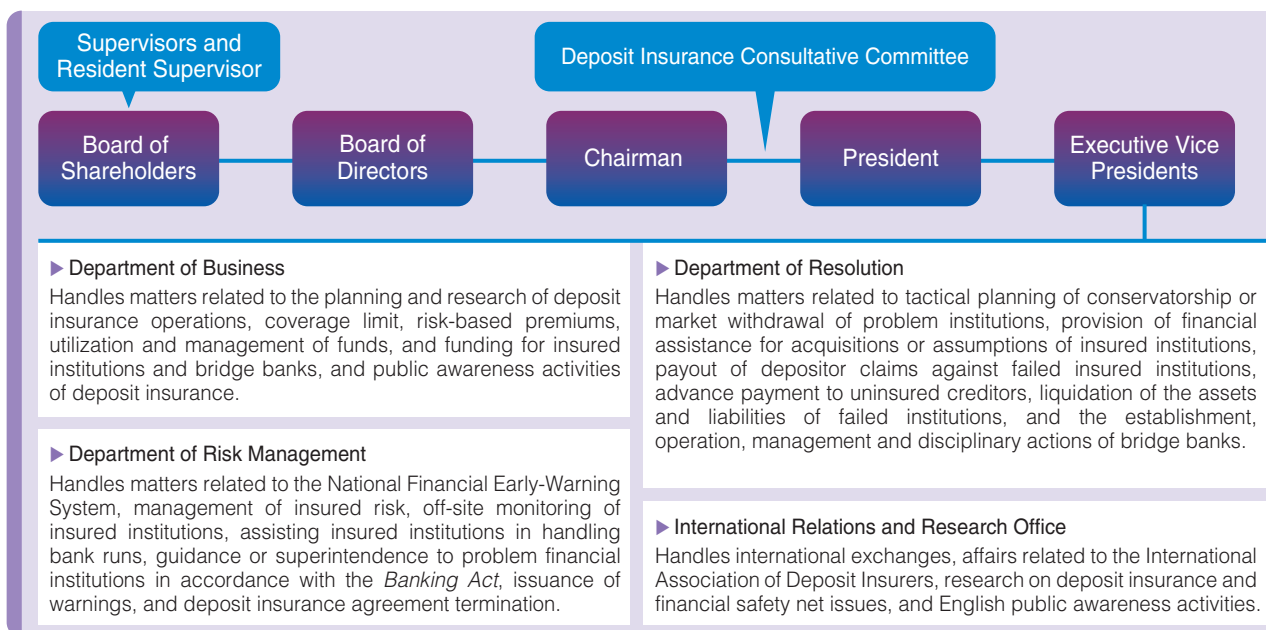 Supervisors and
Resident Supervisor
Deposit Insurance Consultative Committee
Board of
Shareholders
Board of
Directors
Chairman
President
Executive Vice
Presidents
▶ Department of Business
Handles matters related to the planning and research of deposit
insurance operations, coverage limit, risk-based premiums,
utilization and management of funds, and funding for insured
institutions and bridge banks, and public awareness activities
of deposit insurance.
▶ Department of Risk Management
Handles matters related to the National Financial Early-Warning
System, management of insured risk, off-site monitoring of
insured institutions, assisting insured institutions in handling
bank runs, guidance or superintendence to problem financial
institutions in accordance with the Banking Act, issuance of
warnings, and deposit insurance agreement termination.
▶ Department of Resolution
Handles matters related to tactical planning of conservatorship or
market withdrawal of problem institutions, provision of financial
assistance for acquisitions or assumptions of insured institutions,
payout of depositor claims against failed insured institutions,
advance payment to uninsured creditors, liquidation of the assets
and liabilities of failed institutions, and the establishment,
operation, management and disciplinary actions of bridge banks.
▶ International Relations and Research Office
Handles international exchanges, affairs related to the International
Association of Deposit Insurers, research on deposit insurance and
financial safety net issues, and English public awareness activities.